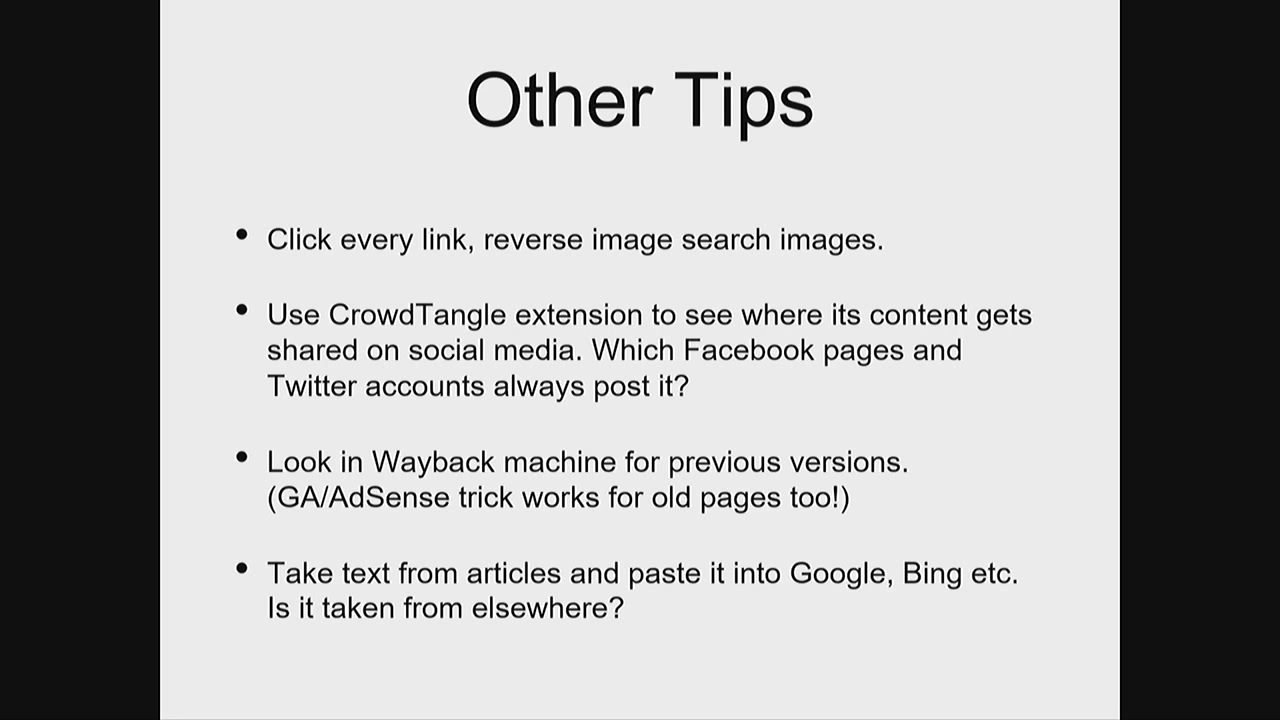 Other Tips
• Click every link, reverse image search images.
• Use CrowdTangle extension to see where its content gets
shared on social media. Which Facebook pages and
Twitter accounts always post it?
• Look in Wayback machine for previous versions.
(GA/AdSense trick works for old pages too!)
• Take text from articles and paste it into Google, Bing etc.
Is it taken from elsewhere?